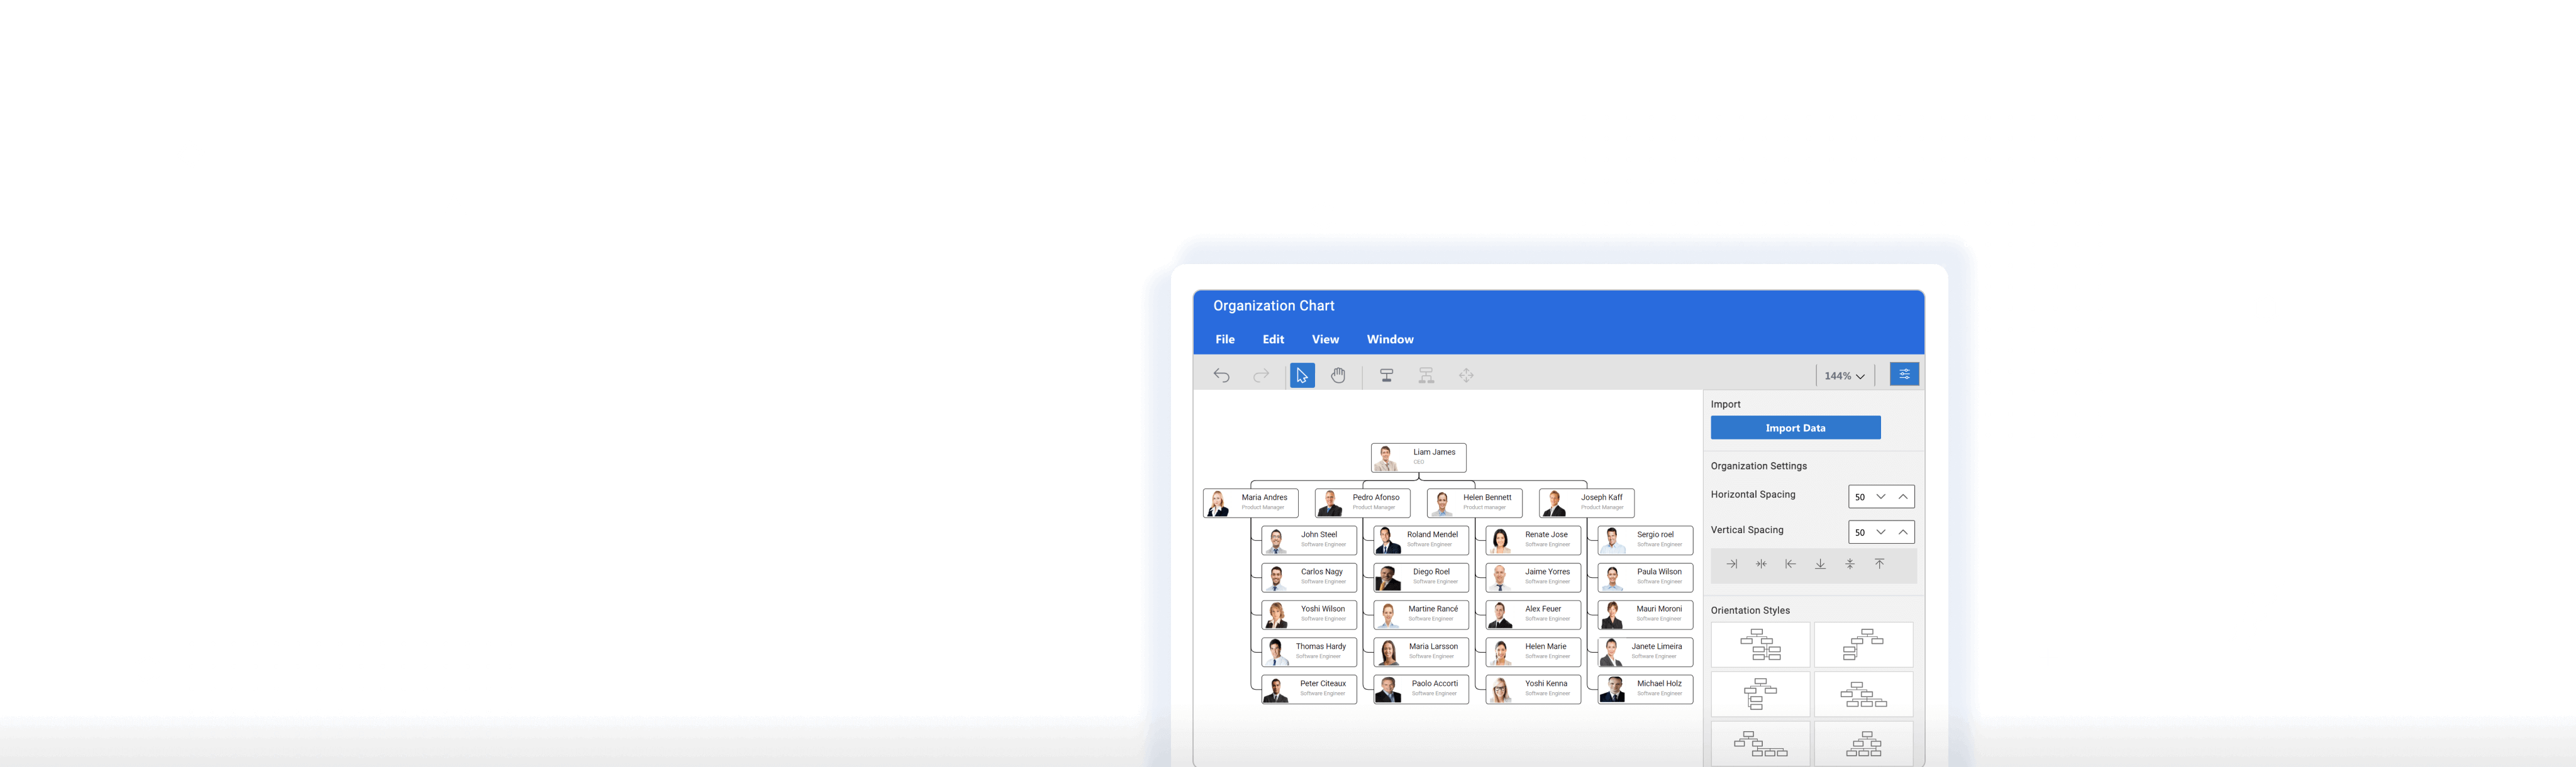 Organization Chart
File Edit View Window
144%
Import
Import Data
Organization Settings
Horizontal Spacing 50
Vertical Spacing 50
Orientation Styles
Liam James
CEO
Maria Andres
Product Manager
Pedro Afonso
Product Manager
Helen Bennett
Product manager
Joseph Kaff
Product Manager
John Steel
Software Engineer
Roland Mendel
Software Engineer
Renate Jose
Software Engineer
Sergio roel
Software Engineer
Carlos Nagy
Software Engineer
Diego Roel
Software Engineer
Jaime Yorres
Software Engineer
Paula Wilson
Software Engineer
Yoshi Wilson
Software Engineer
Martine Rancé
Software Engineer
Alex Feuer
Software Engineer
Mauri Moroni
Software Engineer
Thomas Hardy
Software Engineer
Maria Larsson
Software Engineer
Helen Marie
Software Engineer
Janete Limeira
Software Engineer
Peter Citeaux
Software Engineer
Paolo Accorti
Software Engineer
Yoshi Kenna
Software Engineer
Michael Holz
Software Engineer